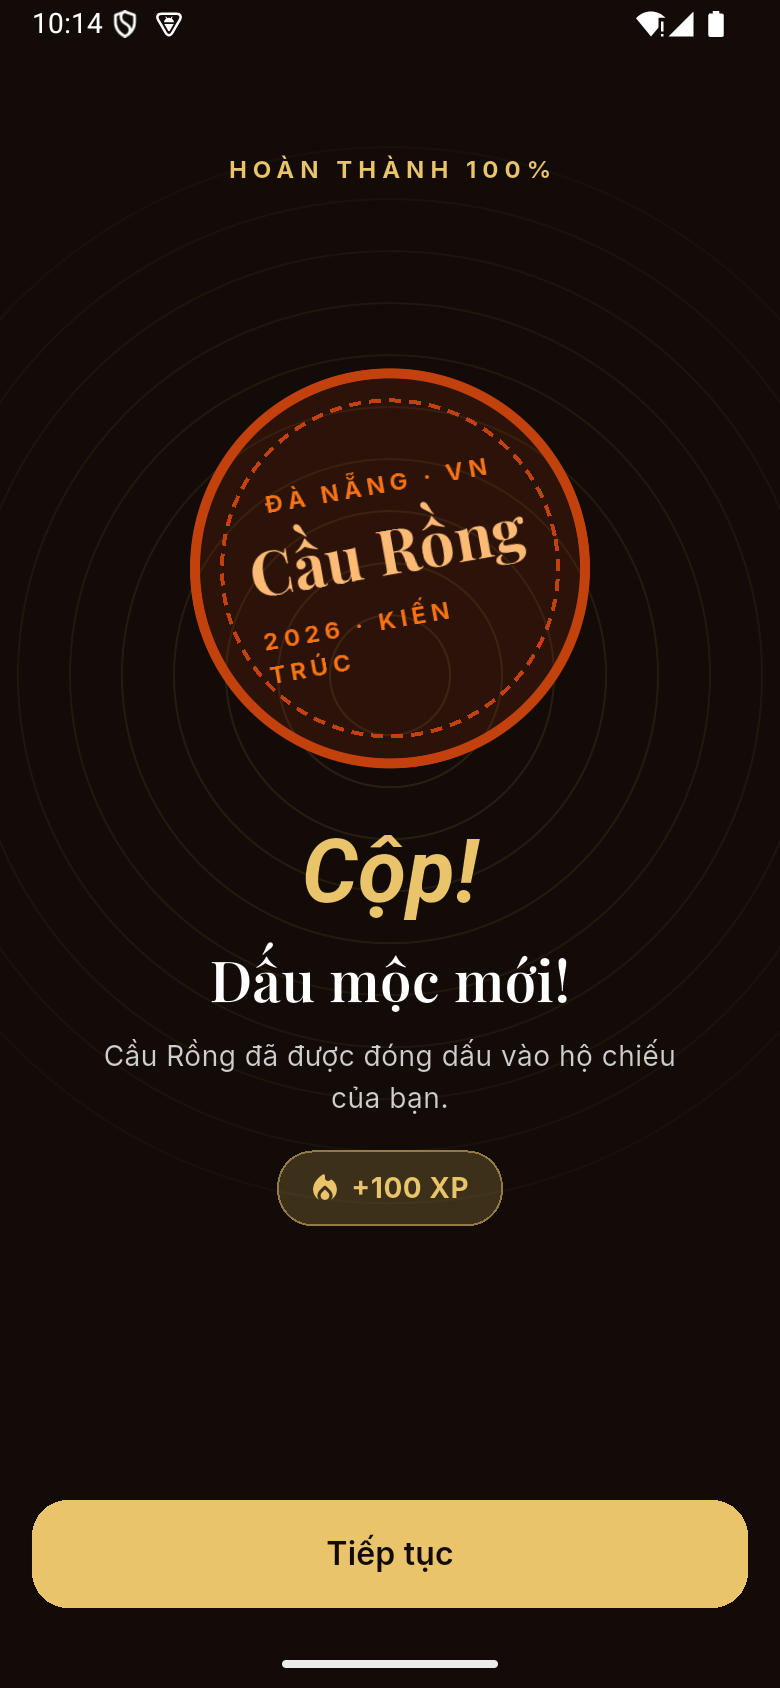 10:14
HOÀN THÀNH 100%
ĐÀ NẴNG · VN
Cầu Rồng
2026 · KIẾN
TRÚC
Cộp!
Dấu mộc mới!
Cầu Rồng đã được đóng dấu vào hộ chiếu
của bạn.
+100 XP
Tiếp tục